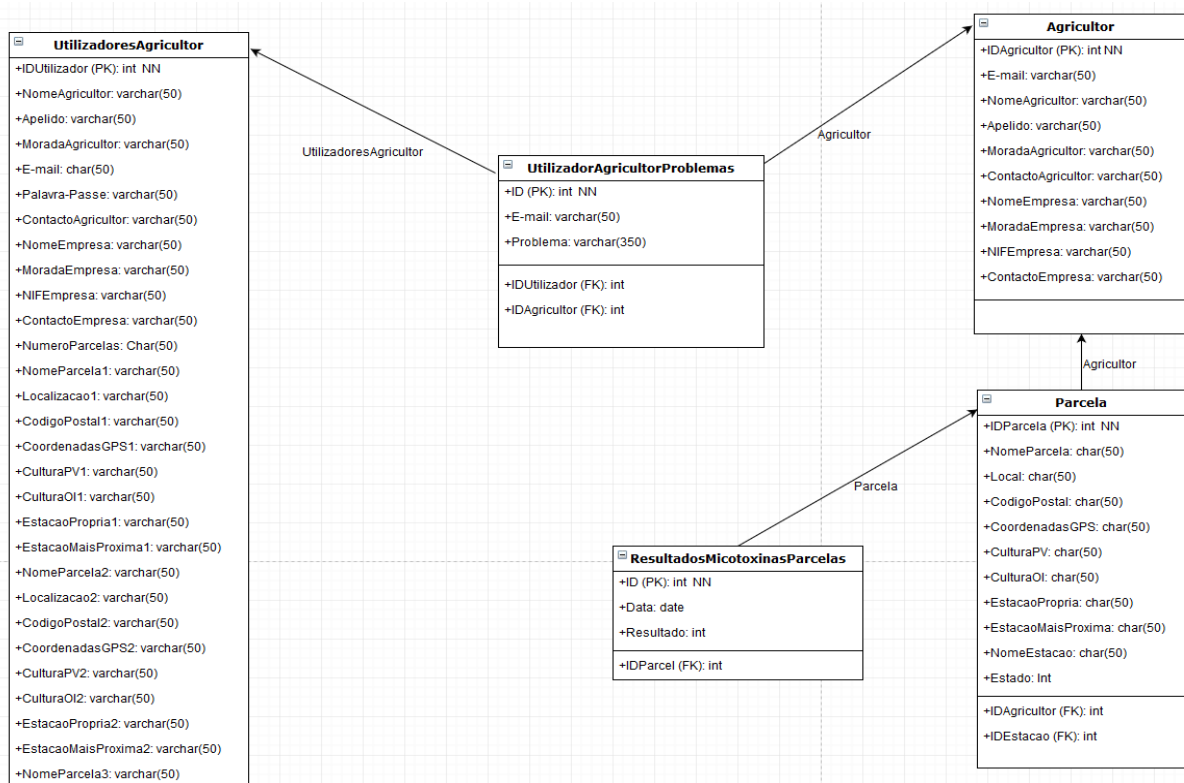 UtilizadoresAgricultor
+IDUtilizador (PK): int NN
+NomeAgricultor: varchar(50)
+Apelido: varchar(50)
+MoradaAgricultor: varchar(50)
+E-mail: char(50)
+Palavra-Passe: varchar(50)
+ContactoAgricultor: varchar(50)
+NomeEmpresa: varchar(50)
+MoradaEmpresa: varchar(50)
+NIFEmpresa: varchar(50)
+ContactoEmpresa: varchar(50)
+NumeroParcelas: Char(50)
+NomeParcela1: varchar(50)
+Localizacao1: varchar(50)
+CodigoPostal1: varchar(50)
+CoordenadasGPS1: varchar(50)
+CulturaPV1: varchar(50)
+CulturaOI1: varchar(50)
+EstacaoPropria1: varchar(50)
+EstacaoMaisProxima1: varchar(50)
+NomeParcela2: varchar(50)
+Localizacao2: varchar(50)
+CodigoPostal2: varchar(50)
+CoordenadasGPS2: varchar(50)
+CulturaPV2: varchar(50)
+CulturaOI2: varchar(50)
+EstacaoPropria2: varchar(50)
+EstacaoMaisProxima2: varchar(50)
+NomeParcela3: varchar(50)
UtilizadoresAgricultor
UtilizadorAgricultorProblemas
+ID (PK): int NN
+E-mail: varchar(50)
+Problema: varchar(350)
+IDUtilizador (FK): int
+IDAgricultor (FK): int
Agricultor
Agricultor
+IDAgricultor (PK): int NN
+E-mail: varchar(50)
+NomeAgricultor: varchar(50)
+Apelido: varchar(50)
+MoradaAgricultor: varchar(50)
+ContactoAgricultor: varchar(50)
+NomeEmpresa: varchar(50)
+MoradaEmpresa: varchar(50)
+NIFEmpresa: varchar(50)
+ContactoEmpresa: varchar(50)
Agricultor
Parcela
+IDParcela (PK): int NN
+NomeParcela: char(50)
+Local: char(50)
+CodigoPostal: char(50)
+CoordenadasGPS: char(50)
+CulturaPV: char(50)
+CulturaOI: char(50)
+EstacaoPropria: char(50)
+EstacaoMaisProxima: char(50)
+NomeEstacao: char(50)
+Estado: Int
+IDAgricultor (FK): int
+IDEstacao (FK): int
Parcela
ResultadosMicotoxinasParcelas
+ID (PK): int NN
+Data: date
+Resultado: int
+IDParcel (FK): int